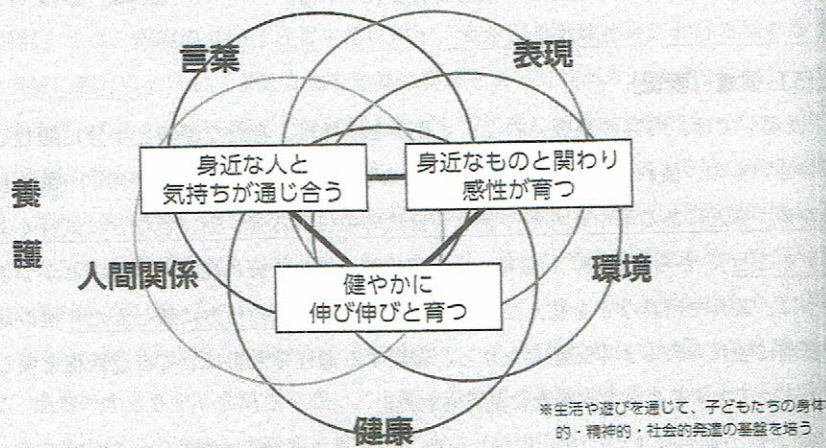 言葉
表現
身近な人と
気持ちが通じ合う
身近なものと関わり
感性が育つ
養
護
人間関係
環境
健やかに
伸び伸びと育つ
健康
※生活や遊びを通じて、子どもたちの身体
的・精神的・社会的発達の基盤を培う